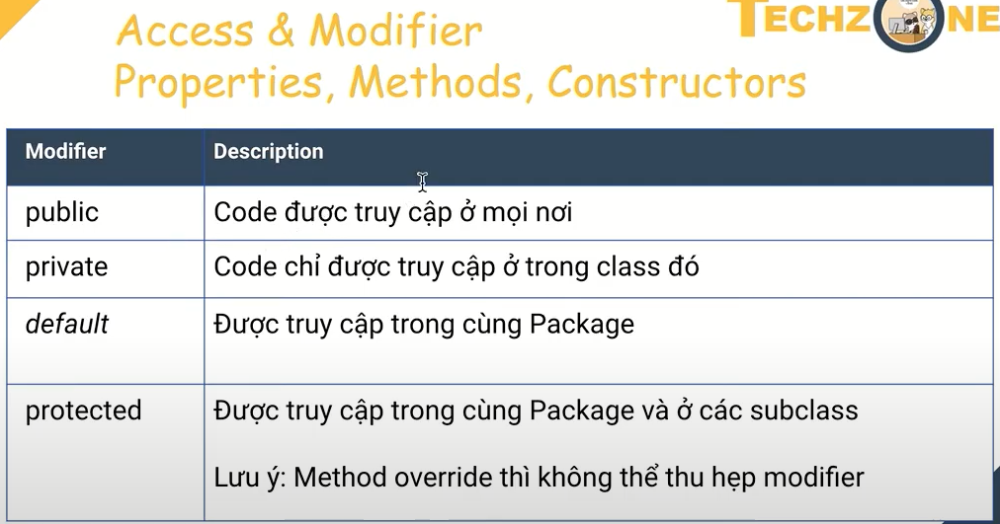 Access & Modifier
TECHZONE
Properties, Methods, Constructors
Modifier Description
public Code được truy cập ở mọi nơi
private Code chỉ được truy cập ở trong class đó
default Được truy cập trong cùng Package
protected Được truy cập trong cùng Package và ở các subclass
Lưu ý: Method override thì không thể thu hẹp modifier